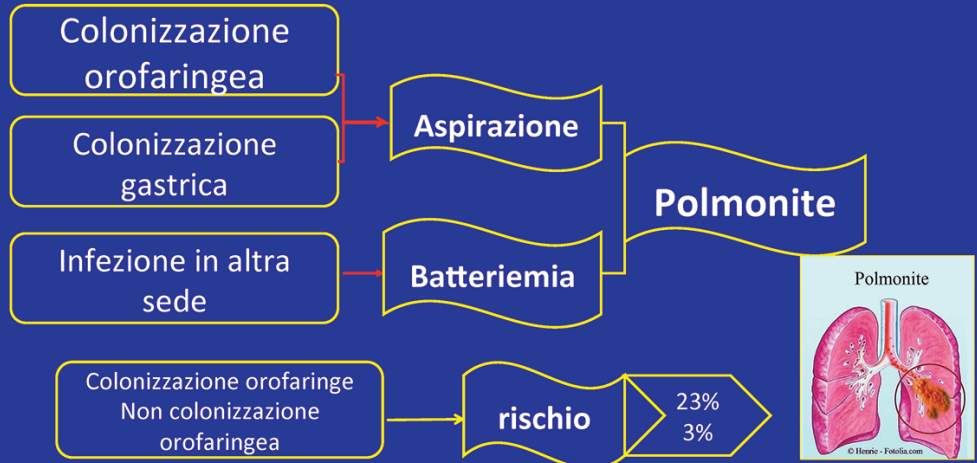 Colonizzazione
orofaringea
Colonizzazione
gastrica
Infezione in altra
sede
Aspirazione
Batteriemia
Polmonite
Colonizzazione orofaringe
Non colonizzazione
orofaringea
rischio
23%
3%
Polmonite
© Henrie - Fotolia.com